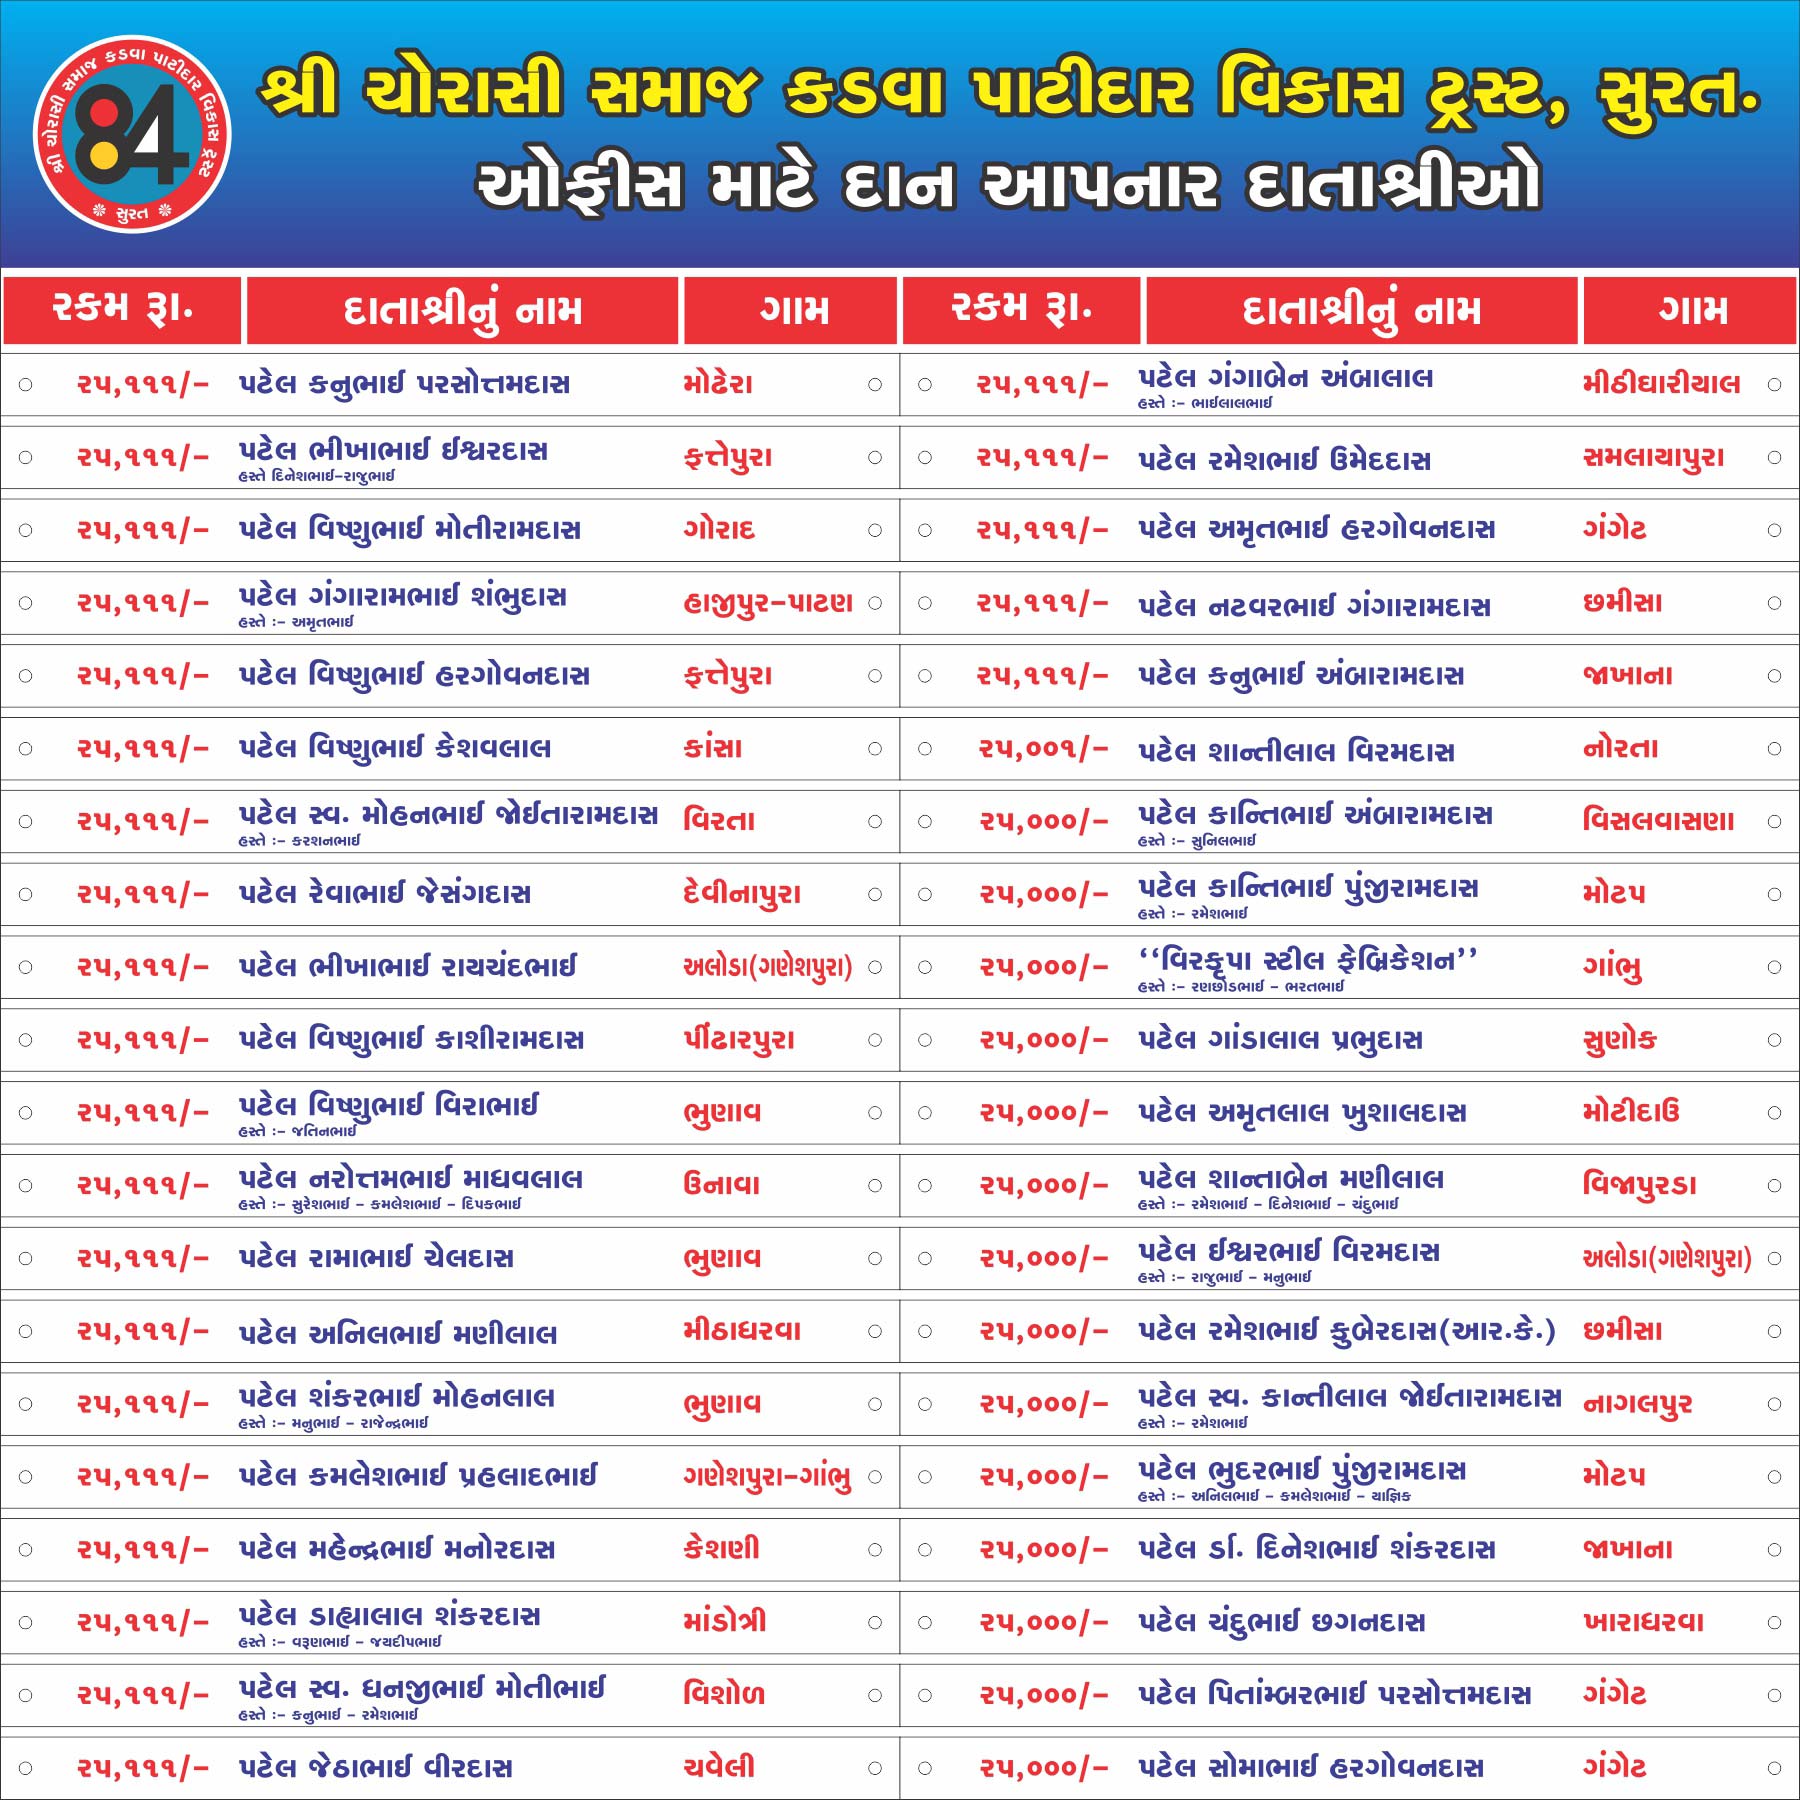 શ્રી ચોરાસી સમાજ કડવા પાટીદાર વિકાસ ટ્રસ્ટ
84
સુરત
શ્રી ચોરાસી સમાજ કડવા પાટીદાર વિકાસ ટ્રસ્ટ, સુરત.
ઓફીસ માટે દાન આપનાર દાતાશ્રીઓ
રકમ રૂા. દાતાશ્રીનું નામ ગામ રકમ રૂા. દાતાશ્રીનું નામ ગામ
૨૫,૧૧૧/- પટેલ કનુભાઈ પરસોત્તમદાસ મોઢેરા
૨૫,૧૧૧/- પટેલ ભીખાભાઈ ઈશ્વરદાસ ફત્તેપુરા
હસ્તે દિનેશભાઈ-રાજુભાઈ
૨૫,૧૧૧/- પટેલ વિષ્ણુભાઈ મોતીરામદાસ ગોરાદ
૨૫,૧૧૧/- પટેલ ગંગારામભાઈ શંભુદાસ હાજીપુર-પાટણ
હસ્તે :- અમૃતભાઈ
૨૫,૧૧૧/- પટેલ વિષ્ણુભાઈ હરગોવનદાસ ફત્તેપુરા
૨૫,૧૧૧/- પટેલ વિષ્ણુભાઈ કેશવલાલ કાંસા
૨૫,૧૧૧/- પટેલ સ્વ. મોહનભાઈ જોઈતારામદાસ વિરતા
હસ્તે :- કરશનભાઈ
૨૫,૧૧૧/- પટેલ રેવાભાઈ જેસંગદાસ દેવીનાપુરા
૨૫,૧૧૧/- પટેલ ભીખાભાઈ રાયચંદભાઈ અલોડા(ગણેશપુરા)
૨૫,૧૧૧/- પટેલ વિષ્ણુભાઈ કાશીરામદાસ પીંઢારપુરા
૨૫,૧૧૧/- પટેલ વિષ્ણુભાઈ વિરાભાઈ ભુણાવ
હસ્તે :- જતિનભાઈ
૨૫,૧૧૧/- પટેલ નરોત્તમભાઈ માધવલાલ ઉનાવા
હસ્તે :- સુરેશભાઈ - કમલેશભાઈ - દિપકભાઈ
૨૫,૧૧૧/- પટેલ રામાભાઈ ચેલદાસ ભુણાવ
૨૫,૧૧૧/- પટેલ અનિલભાઈ મણીલાલ મીઠાધરવા
૨૫,૧૧૧/- પટેલ શંકરભાઈ મોહનલાલ ભુણાવ
હસ્તે :- મનુભાઈ - રાજેન્દ્રભાઈ
૨૫,૧૧૧/- પટેલ કમલેશભાઈ પ્રહલાદભાઈ ગણેશપુરા-ગાંભુ
૨૫,૧૧૧/- પટેલ મહેન્દ્રભાઈ મનોરદાસ કેશણી
૨૫,૧૧૧/- પટેલ ડાહ્યાલાલ શંકરદાસ માંડોત્રી
હસ્તે :- વરૂણભાઈ - જયદીપભાઈ
૨૫,૧૧૧/- પટેલ સ્વ. ધનજીભાઈ મોતીભાઈ વિશોળ
હસ્તે :- કનુભાઈ - રમેશભાઈ
૨૫,૧૧૧/- પટેલ જેઠાભાઈ વીરદાસ ચવેલી
૨૫,૧૧૧/- પટેલ ગંગાબેન અંબાલાલ મીઠીઘારીયાલ
હસ્તે :- ભાઈલાલભાઈ
૨૫,૧૧૧/- પટેલ રમેશભાઈ ઉમેદદાસ સમલાયાપુરા
૨૫,૧૧૧/- પટેલ અમૃતભાઈ હરગોવનદાસ ગંગેટ
૨૫,૧૧૧/- પટેલ નટવરભાઈ ગંગારામદાસ છમીસા
૨૫,૧૧૧/- પટેલ કનુભાઈ અંબારામદાસ જાખાના
૨૫,૦૦૧/- પટેલ શાન્તીલાલ વિરમદાસ નોરતા
૨૫,૦૦૦/- પટેલ કાન્તિભાઈ અંબારામદાસ વિસલવાસણા
હસ્તે :- સુનિલભાઈ
૨૫,૦૦૦/- પટેલ કાન્તિભાઈ પુંજીરામદાસ મોટપ
હસ્તે :- રમેશભાઈ
૨૫,૦૦૦/- ‘‘વિરકૃપા સ્ટીલ ફેબ્રિકેશન’’ ગાંભુ
હસ્તે :- રણછોડભાઈ - ભરતભાઈ
૨૫,૦૦૦/- પટેલ ગાંડાલાલ પ્રભુદાસ સુણોક
૨૫,૦૦૦/- પટેલ અમૃતલાલ ખુશાલદાસ મોટીદાઉ
૨૫,૦૦૦/- પટેલ શાન્તાબેન મણીલાલ વિજાપુરડા
હસ્તે :- રમેશભાઈ - દિનેશભાઈ - ચંદુભાઈ
૨૫,૦૦૦/- પટેલ ઈશ્વરભાઈ વિરમદાસ અલોડા(ગણેશપુરા)
હસ્તે :- રાજુભાઈ - મનુભાઈ
૨૫,૦૦૦/- પટેલ રમેશભાઈ કુબેરદાસ(આર.કે.) છમીસા
૨૫,૦૦૦/- પટેલ સ્વ. કાન્તીલાલ જોઈતારામદાસ નાગલપુર
હસ્તે :- રમેશભાઈ
૨૫,૦૦૦/- પટેલ ભુદરભાઈ પુંજીરામદાસ મોટપ
હસ્તે :- અનિલભાઈ - કમલેશભાઈ - યાજ્ઞિક
૨૫,૦૦૦/- પટેલ ર્ડા. દિનેશભાઈ શંકરદાસ જાખાના
૨૫,૦૦૦/- પટેલ ચંદુભાઈ છગનદાસ ખારાધરવા
૨૫,૦૦૦/- પટેલ પિતાંમ્બરભાઈ પરસોત્તમદાસ ગંગેટ
૨૫,૦૦૦/- પટેલ સોમાભાઈ હરગોવનદાસ ગંગેટ